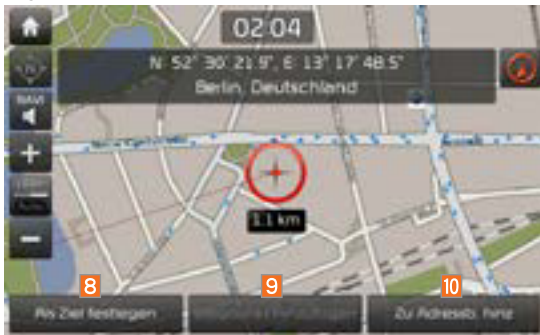 02:04
N: 52° 30' 21.9", E: 13° 17' 48.5"
Berlin, Deutschland
NAVI
+
1.1 km
−
8
9
10
Als Ziel festlegen
Zu Adressb. hinz